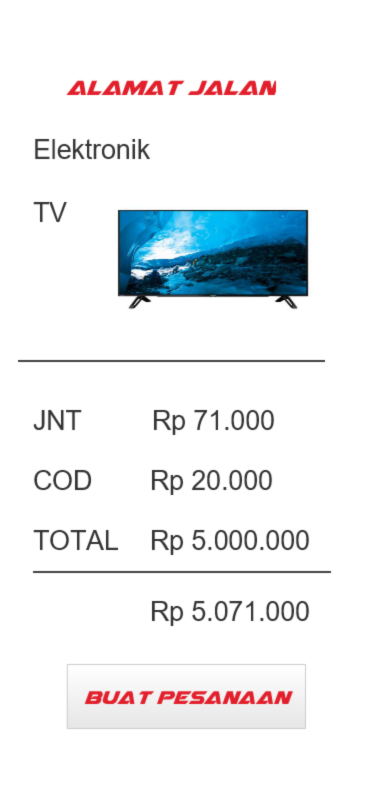 ALAMAT JALAN
Elektronik
TV
JNT Rp 71.000
COD Rp 20.000
TOTAL Rp 5.000.000
Rp 5.071.000
BUAT PESANAAN